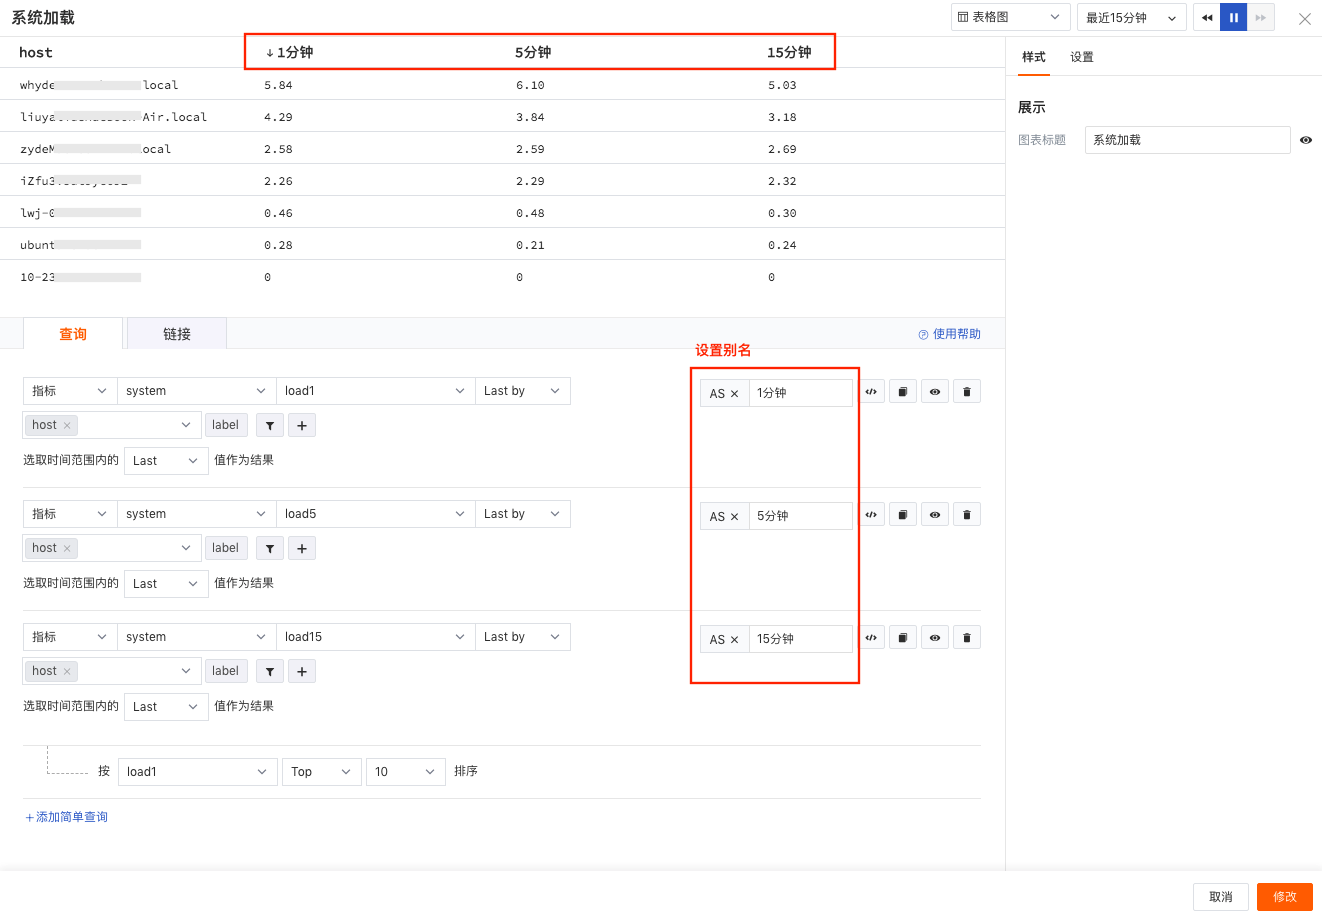 系统加载
表格图
最近15分钟
host ↓1分钟 5分钟 15分钟
whyde local 5.84 6.10 5.03
liuya Air.local 4.29 3.84 3.18
zyde ocal 2.58 2.59 2.69
iZfu3 2.26 2.29 2.32
lwj-0 0.46 0.48 0.30
ubunt 0.28 0.21 0.24
10-23 0 0 0
样式 设置
展示
图表标题 系统加载
查询 链接 使用帮助
设置别名
指标 system load1 Last by AS × 1分钟
host × label
选取时间范围内的 Last 值作为结果
指标 system load5 Last by AS × 5分钟
host × label
选取时间范围内的 Last 值作为结果
指标 system load15 Last by AS × 15分钟
host × label
选取时间范围内的 Last 值作为结果
按 load1 Top 10 排序
+添加简单查询
取消 修改